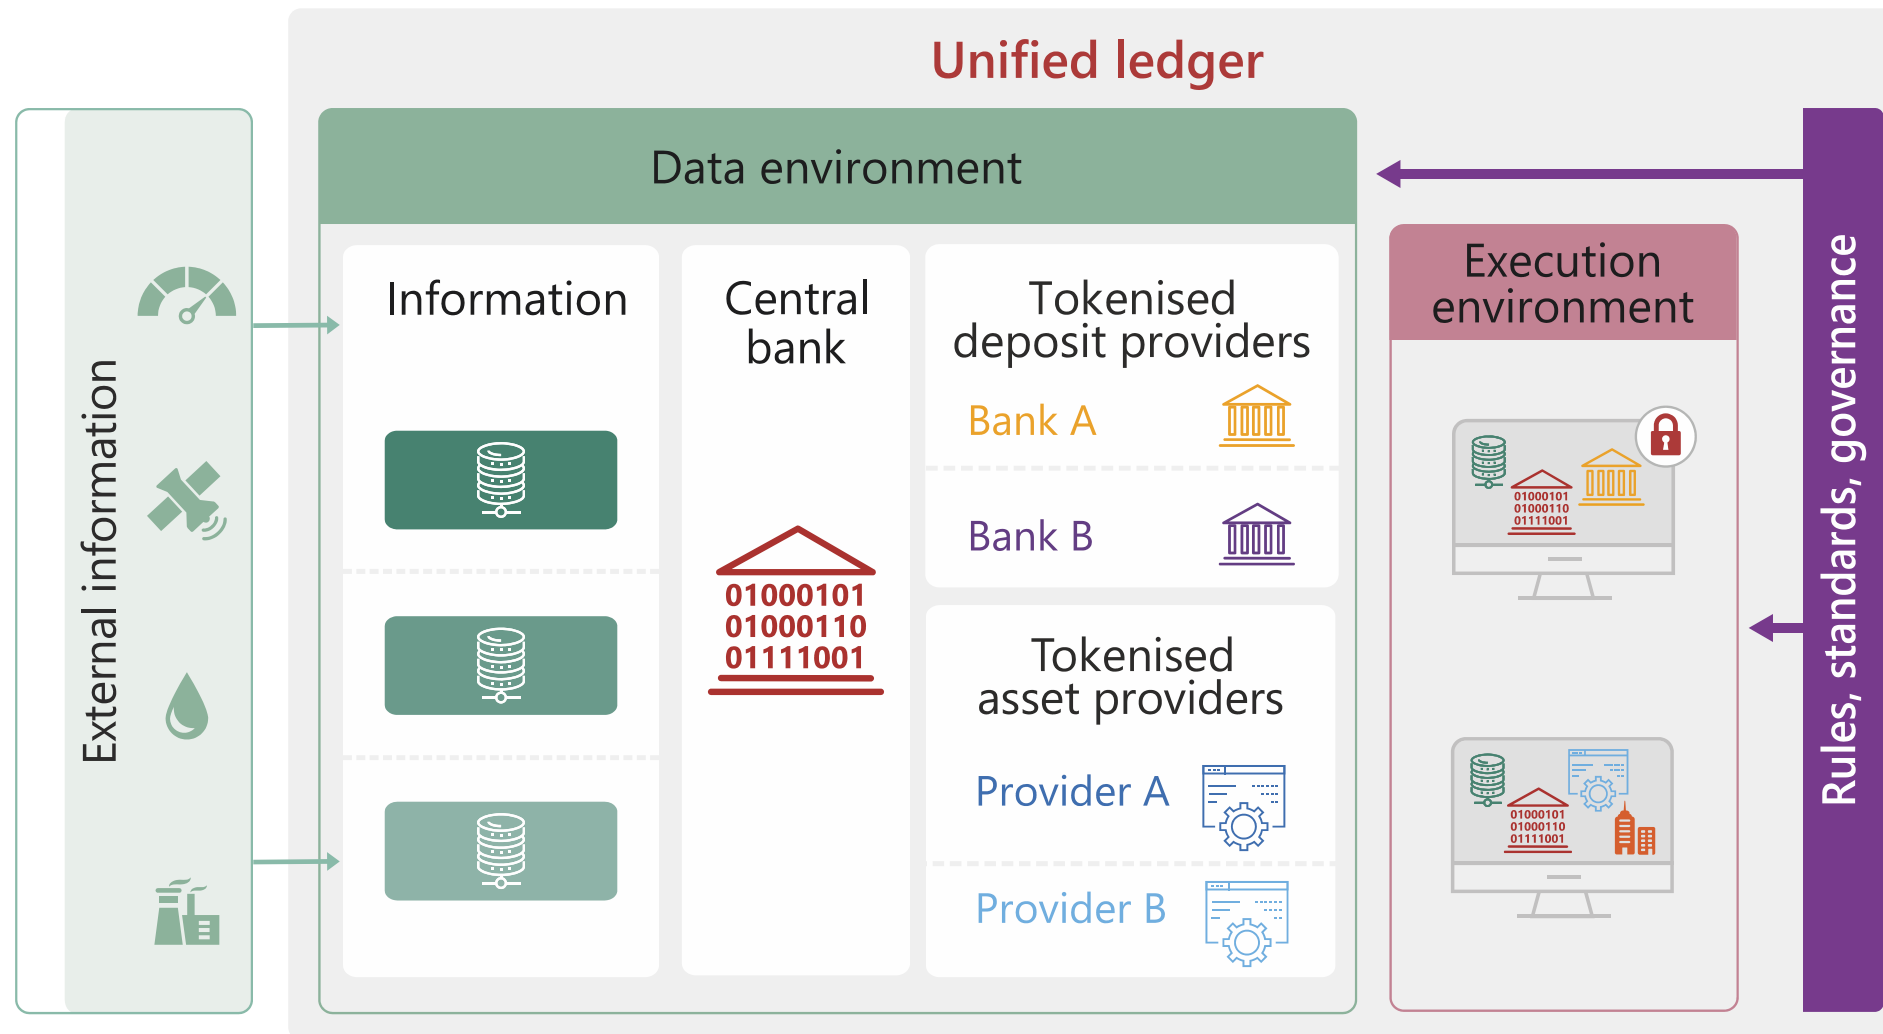 Unified ledger
External information
Data environment
Information
Central
bank
01000101
01000110
01111001
Tokenised
deposit providers
Bank A
Bank B
Tokenised
asset providers
Provider A
Provider B
Execution
environment
01000101
01000110
01111001
01000101
01000110
01111001
Rules, standards, governance